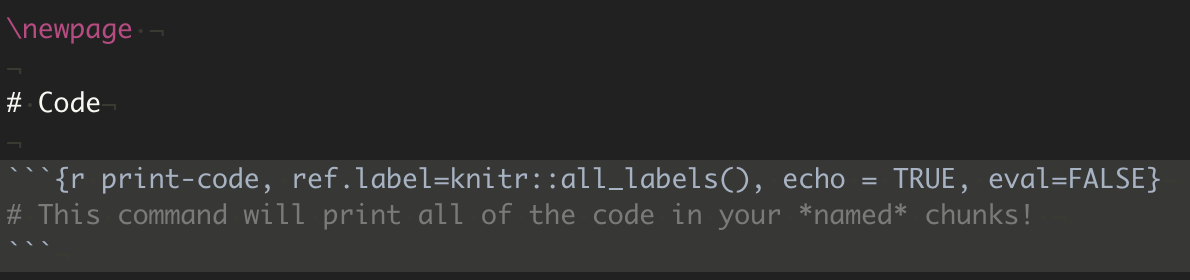 \newpage
# Code
```{r print-code, ref.label=knitr::all_labels(), echo = TRUE, eval=FALSE}
# This command will print all of the code in your *named* chunks!
```